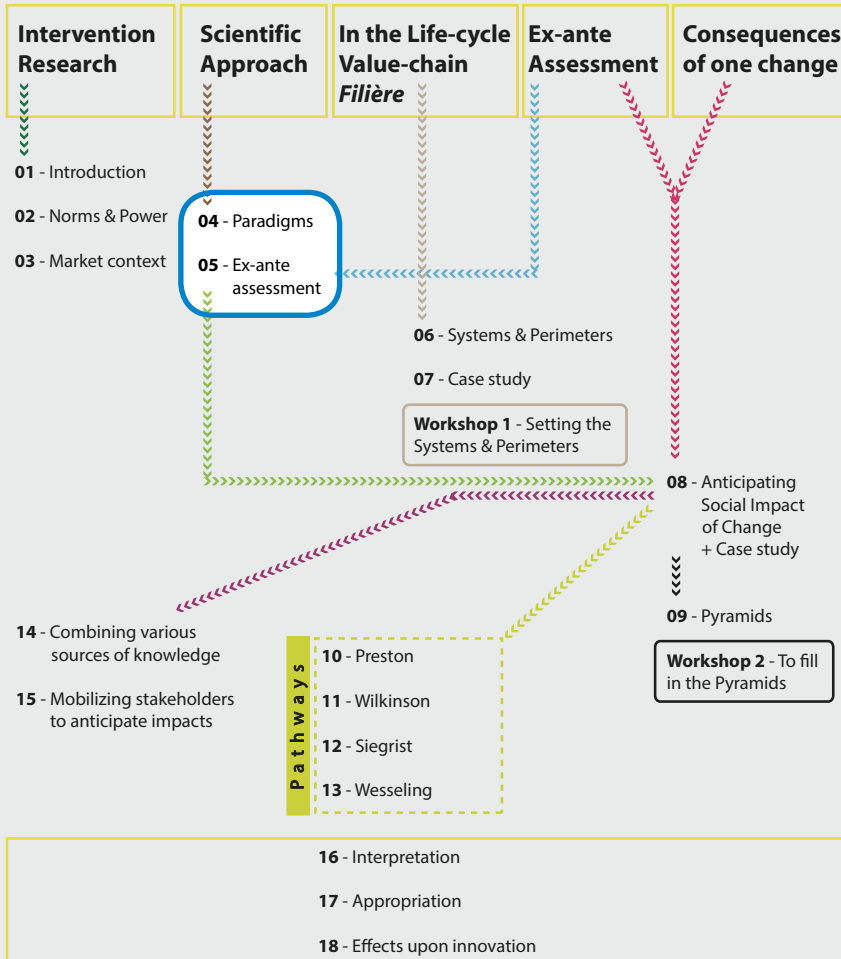 Intervention
Research
Scientific
Approach
In the Life-cycle
Value-chain
Filière
Ex-ante
Assessment
Consequences
of one change
01 - Introduction
02 - Norms & Power
03 - Market context
04 - Paradigms
05 - Ex-ante
assessment
06 - Systems & Perimeters
07 - Case study
Workshop 1 - Setting the
Systems & Perimeters
08 - Anticipating
Social Impact
of Change
+ Case study
09 - Pyramids
Workshop 2 - To fill
in the Pyramids
14 - Combining various
sources of knowledge
15 - Mobilizing stakeholders
to anticipate impacts
Pathways
10 - Preston
11 - Wilkinson
12 - Siegrist
13 - Wesseling
16 - Interpretation
17 - Appropriation
18 - Effects upon innovation